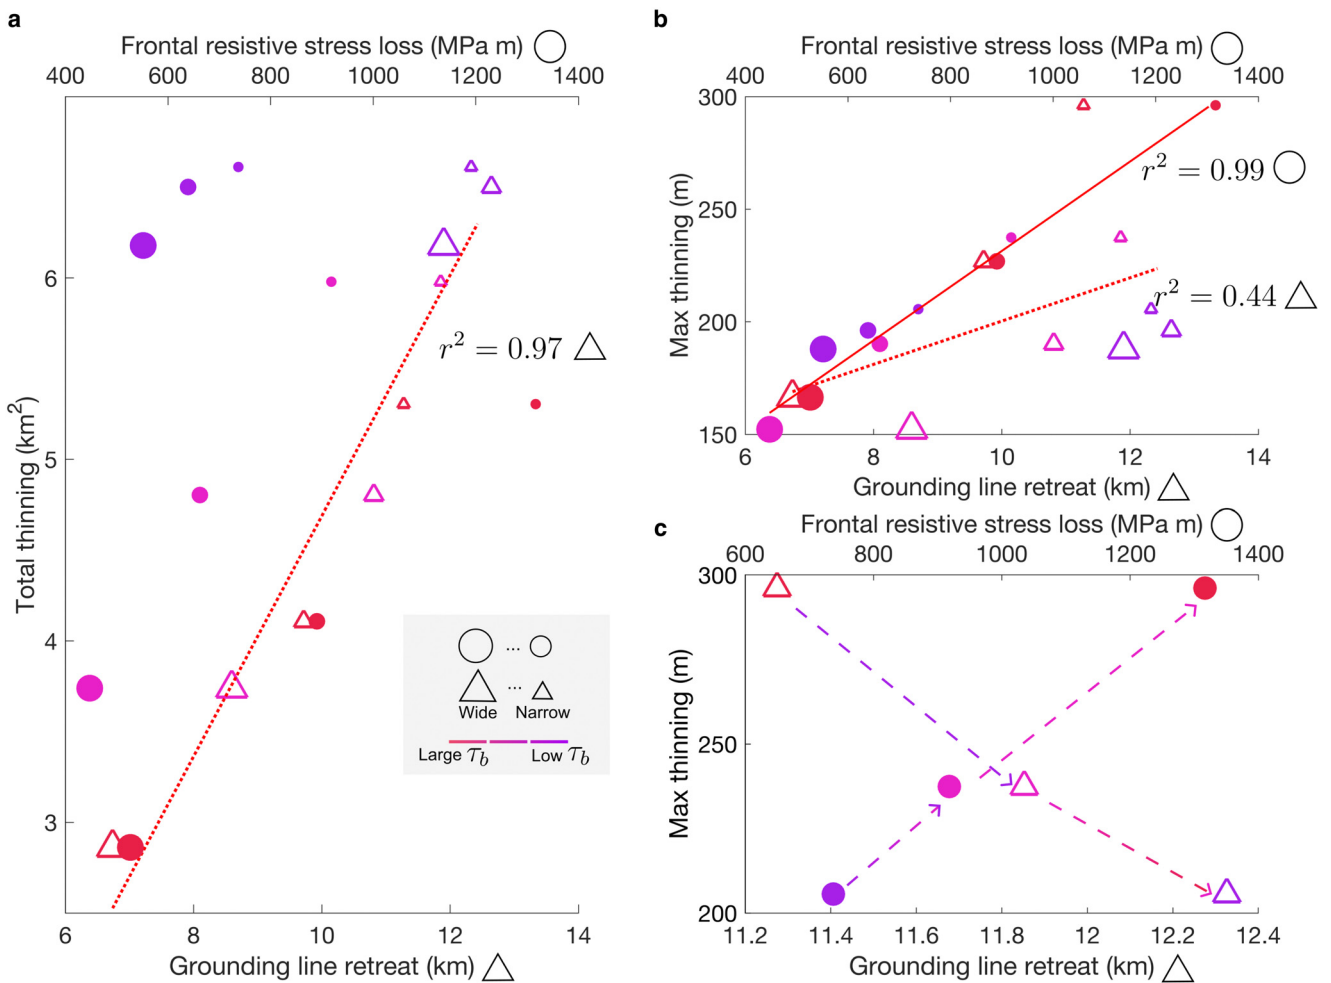 a
Frontal resistive stress loss (MPa m)
400 600 800 1000 1200 1400
6
5
4
3
Total thinning (km²)
r² = 0.97
... 
...
Wide Narrow
Large τb Low τb
6 8 10 12 14
Grounding line retreat (km)
b
Frontal resistive stress loss (MPa m)
400 600 800 1000 1200 1400
300
250
200
150
Max thinning (m)
r² = 0.99
r² = 0.44
6 8 10 12 14
Grounding line retreat (km)
c
Frontal resistive stress loss (MPa m)
600 800 1000 1200 1400
300
250
200
Max thinning (m)
11.2 11.4 11.6 11.8 12 12.2 12.4
Grounding line retreat (km)